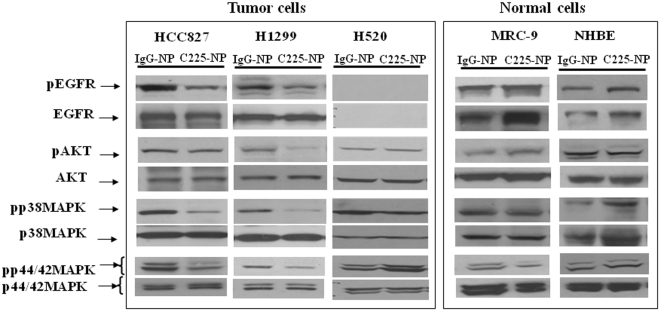 Tumor cells
Normal cells
HCC827 H1299 H520 MRC-9 NHBE
IgG-NP C225-NP IgG-NP C225-NP IgG-NP C225-NP IgG-NP C225-NP IgG-NP C225-NP
pEGFR
EGFR
pAKT
AKT
pp38MAPK
p38MAPK
pp44/42MAPK
p44/42MAPK